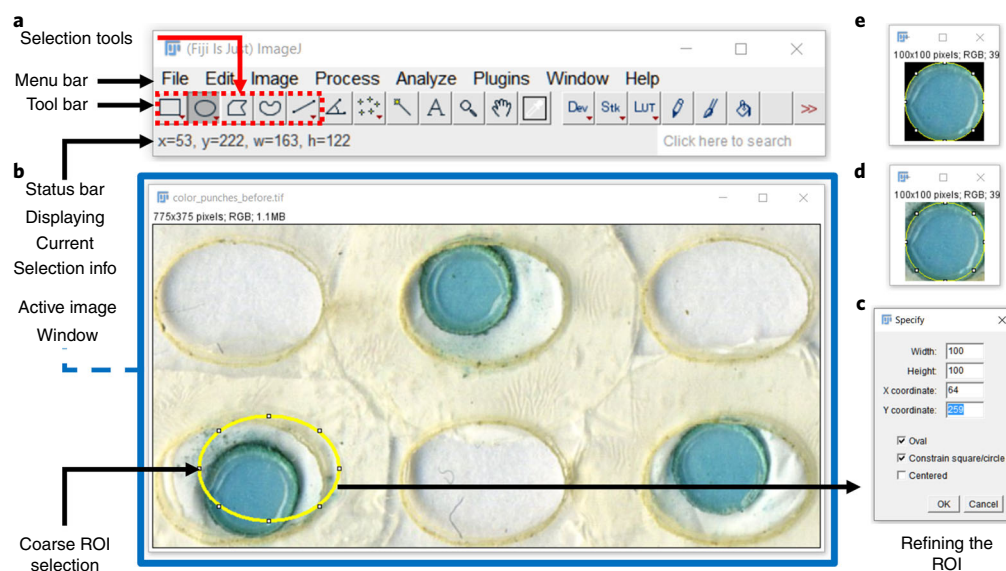 a
Selection tools
(Fiji Is Just) ImageJ
Menu bar
File Edit Image Process Analyze Plugins Window Help
Tool bar
A Dev Stk LUT >>
x=53, y=222, w=163, h=122
Click here to search
Status bar
Displaying
Current
Selection info
b
color_punches_before.tif
775x375 pixels; RGB; 1.1MB
Active image
Window
Coarse ROI
selection
e
100x100 pixels; RGB; 39
d
100x100 pixels; RGB; 39
c
Specify
Width: 100
Height: 100
X coordinate: 64
Y coordinate: 259
Oval
Constrain square/circle
Centered
OK Cancel
Refining the
ROI